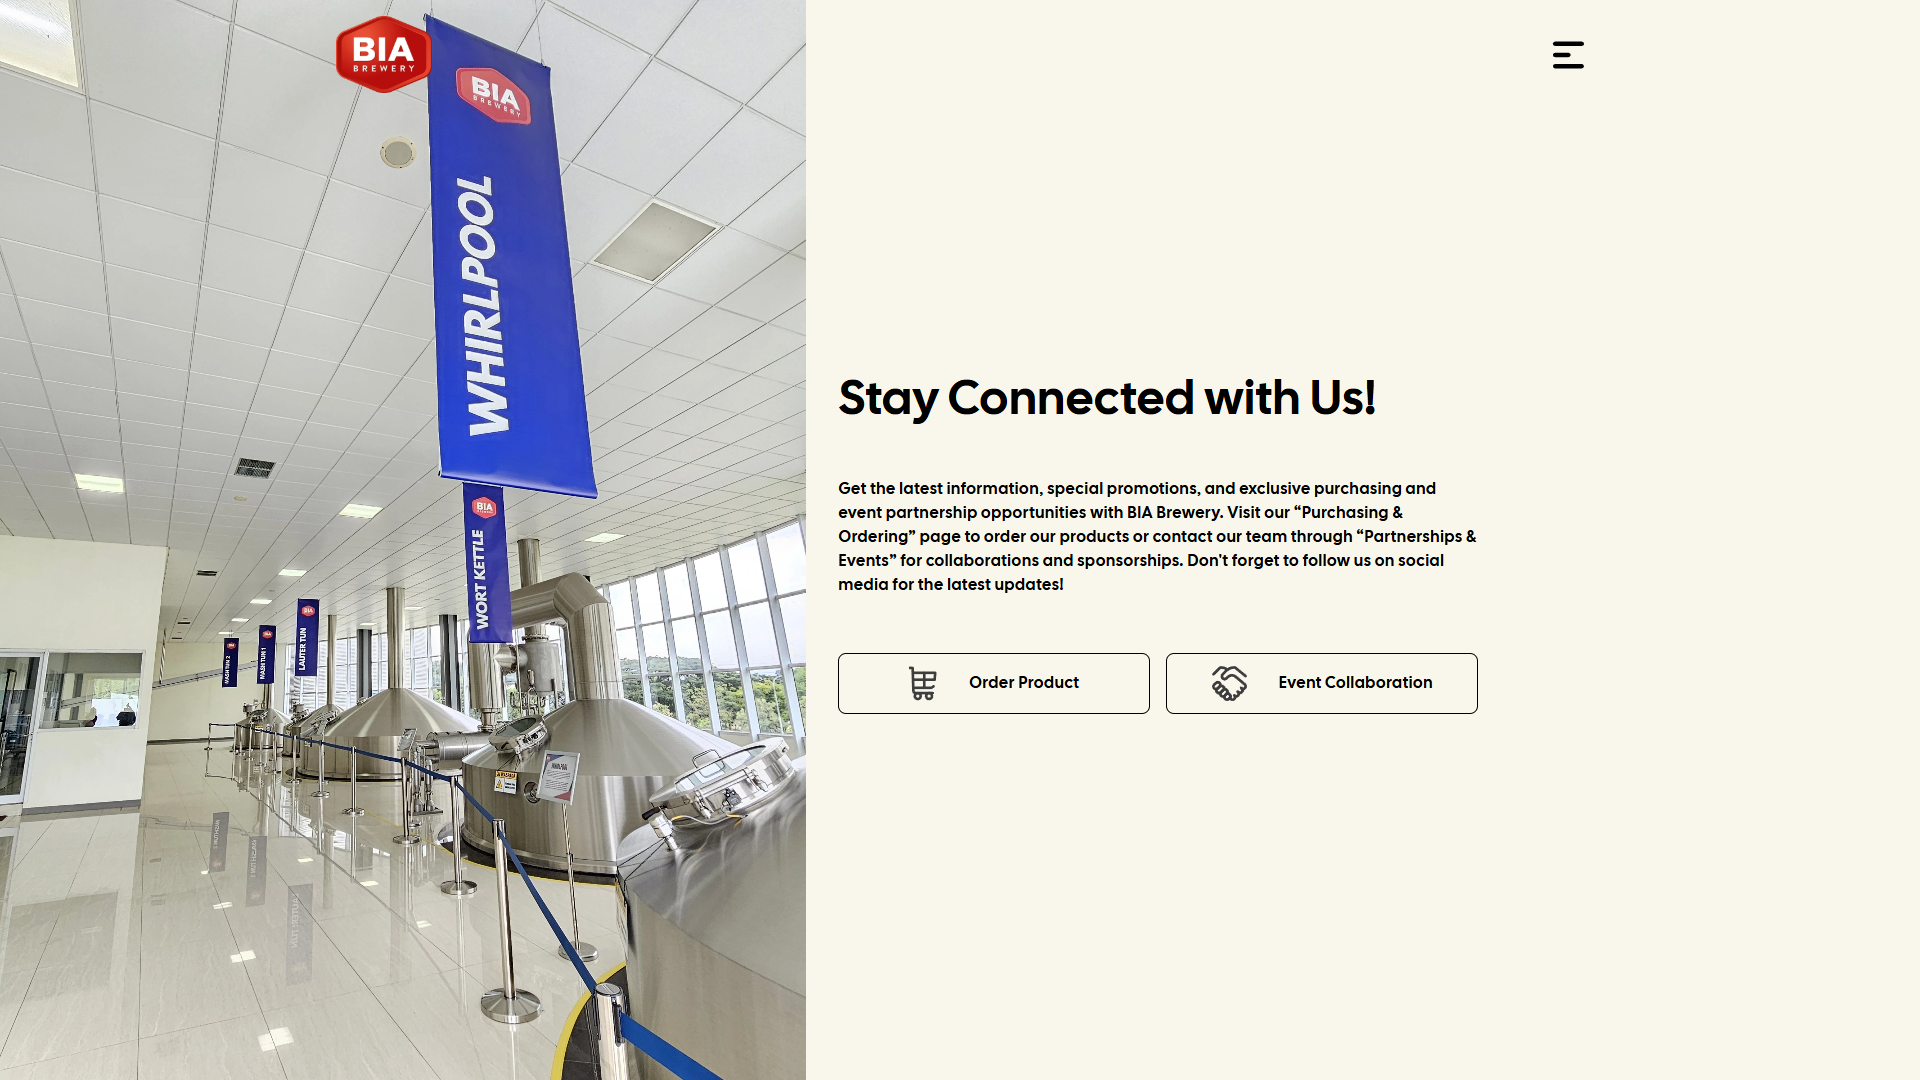 BIA
BREWERY
BIA
BREWERY
WHIRLPOOL
BIA
BREWERY
WORT KETTLE
BIA
LAUTER TUN
MASH TUN 1
MASH TUN 2
WHIRLPOOL
Stay Connected with Us!
Get the latest information, special promotions, and exclusive purchasing and
event partnership opportunities with BIA Brewery. Visit our “Purchasing &
Ordering” page to order our products or contact our team through “Partnerships &
Events” for collaborations and sponsorships. Don't forget to follow us on social
media for the latest updates!
Order Product
Event Collaboration